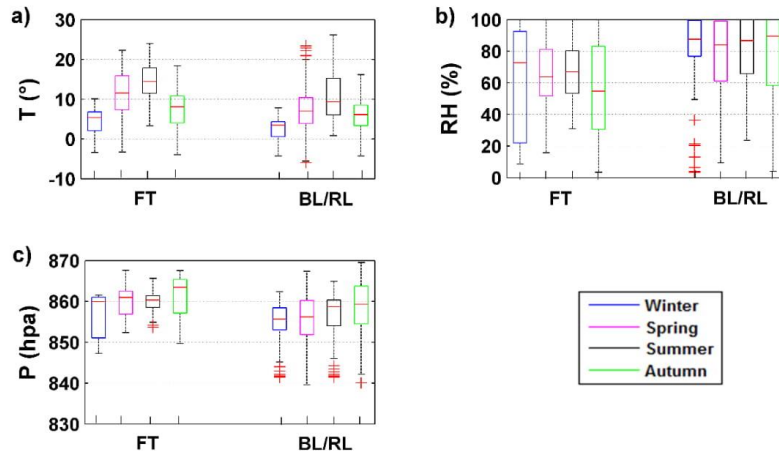 a)
T (°)
30
20
10
0
-10
FT
BL/RL
b)
RH (%)
100
80
60
40
20
0
FT
BL/RL
c)
P (hpa)
870
860
850
840
830
FT
BL/RL
Winter
Spring
Summer
Autumn